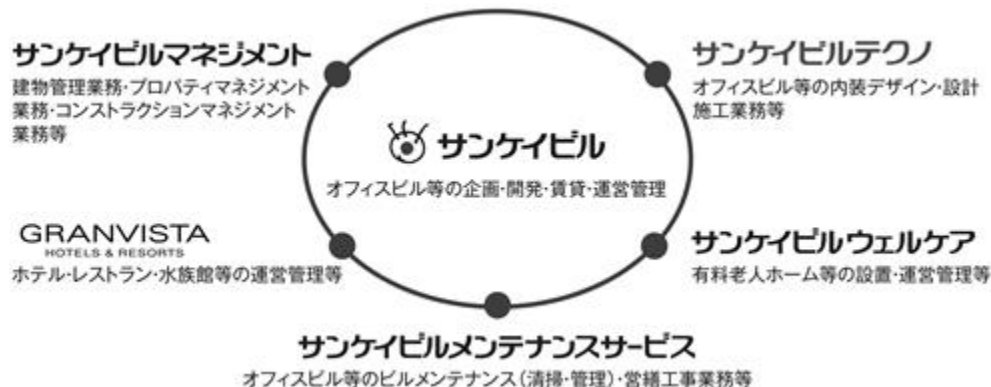 サンケイビルマネジメント
建物管理業務・プロパティマネジメント
業務・コンストラクションマネジメント
業務等
サンケイビルテクノ
オフィスビル等の内装デザイン・設計
施工業務等
サンケイビル
オフィスビル等の企画・開発・賃貸・運営管理
GRANVISTA
HOTELS & RESORTS
ホテル・レストラン・水族館等の運営管理等
サンケイビルウェルケア
有料老人ホーム等の設置・運営管理等
サンケイビルメンテナンスサービス
オフィスビル等のビルメンテナンス(清掃・管理)・営繕工事業務等